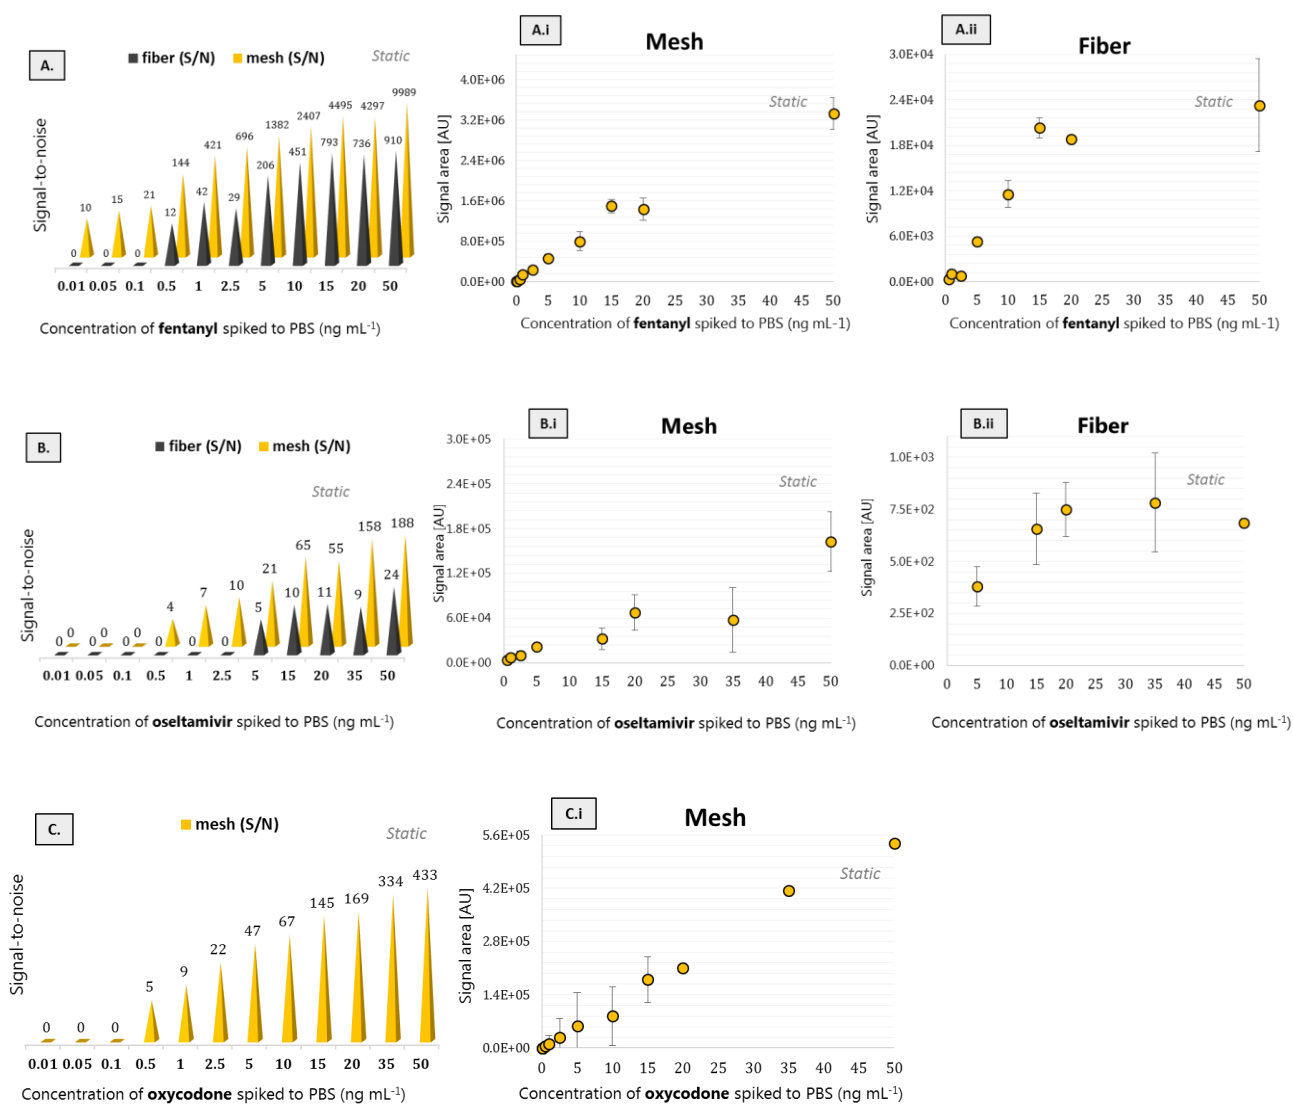 A.
fiber (S/N) mesh (S/N)
Static
Signal-to-noise
0 0 0 12 42 29 206 451 793 736 910
10 15 21 144 421 696 1382 2407 4495 4297 9989
0.01 0.05 0.1 0.5 1 2.5 5 10 15 20 50
Concentration of fentanyl spiked to PBS (ng mL-1)
A.i
Mesh
Static
Signal area [AU]
4.0E+06
3.2E+06
2.4E+06
1.6E+06
8.0E+05
0.0E+00
0 5 10 15 20 25 30 35 40 45 50
Concentration of fentanyl spiked to PBS (ng mL-1)
A.ii
Fiber
Static
Signal area [AU]
3.0E+04
2.4E+04
1.8E+04
1.2E+04
6.0E+03
0.0E+00
0 5 10 15 20 25 30 35 40 45 50
Concentration of fentanyl spiked to PBS (ng mL-1)
B.
fiber (S/N) mesh (S/N)
Static
Signal-to-noise
0 0 0 0 0 0 5 10 11 9 24
0 0 0 4 7 10 21 65 55 158 188
0.01 0.05 0.1 0.5 1 2.5 5 15 20 35 50
Concentration of oseltamivir spiked to PBS (ng mL-1)
B.i
Mesh
Static
Signal area [AU]
3.0E+05
2.4E+05
1.8E+05
1.2E+05
6.0E+04
0.0E+00
0 5 10 15 20 25 30 35 40 45 50
Concentration of oseltamivir spiked to PBS (ng mL-1)
B.ii
Fiber
Static
Signal area [AU]
1.0E+03
7.5E+02
5.0E+02
2.5E+02
0.0E+00
0 5 10 15 20 25 30 35 40 45 50
Concentration of oseltamivir spiked to PBS (ng mL-1)
C.
mesh (S/N)
Static
Signal-to-noise
0 0 0 5 9 22 47 67 145 169 334 433
0.01 0.05 0.1 0.5 1 2.5 5 10 15 20 35 50
Concentration of oxycodone spiked to PBS (ng mL-1)
C.i
Mesh
Static
Signal area [AU]
5.6E+05
4.2E+05
2.8E+05
1.4E+05
0.0E+00
0 5 10 15 20 25 30 35 40 45 50
Concentration of oxycodone spiked to PBS (ng mL-1)